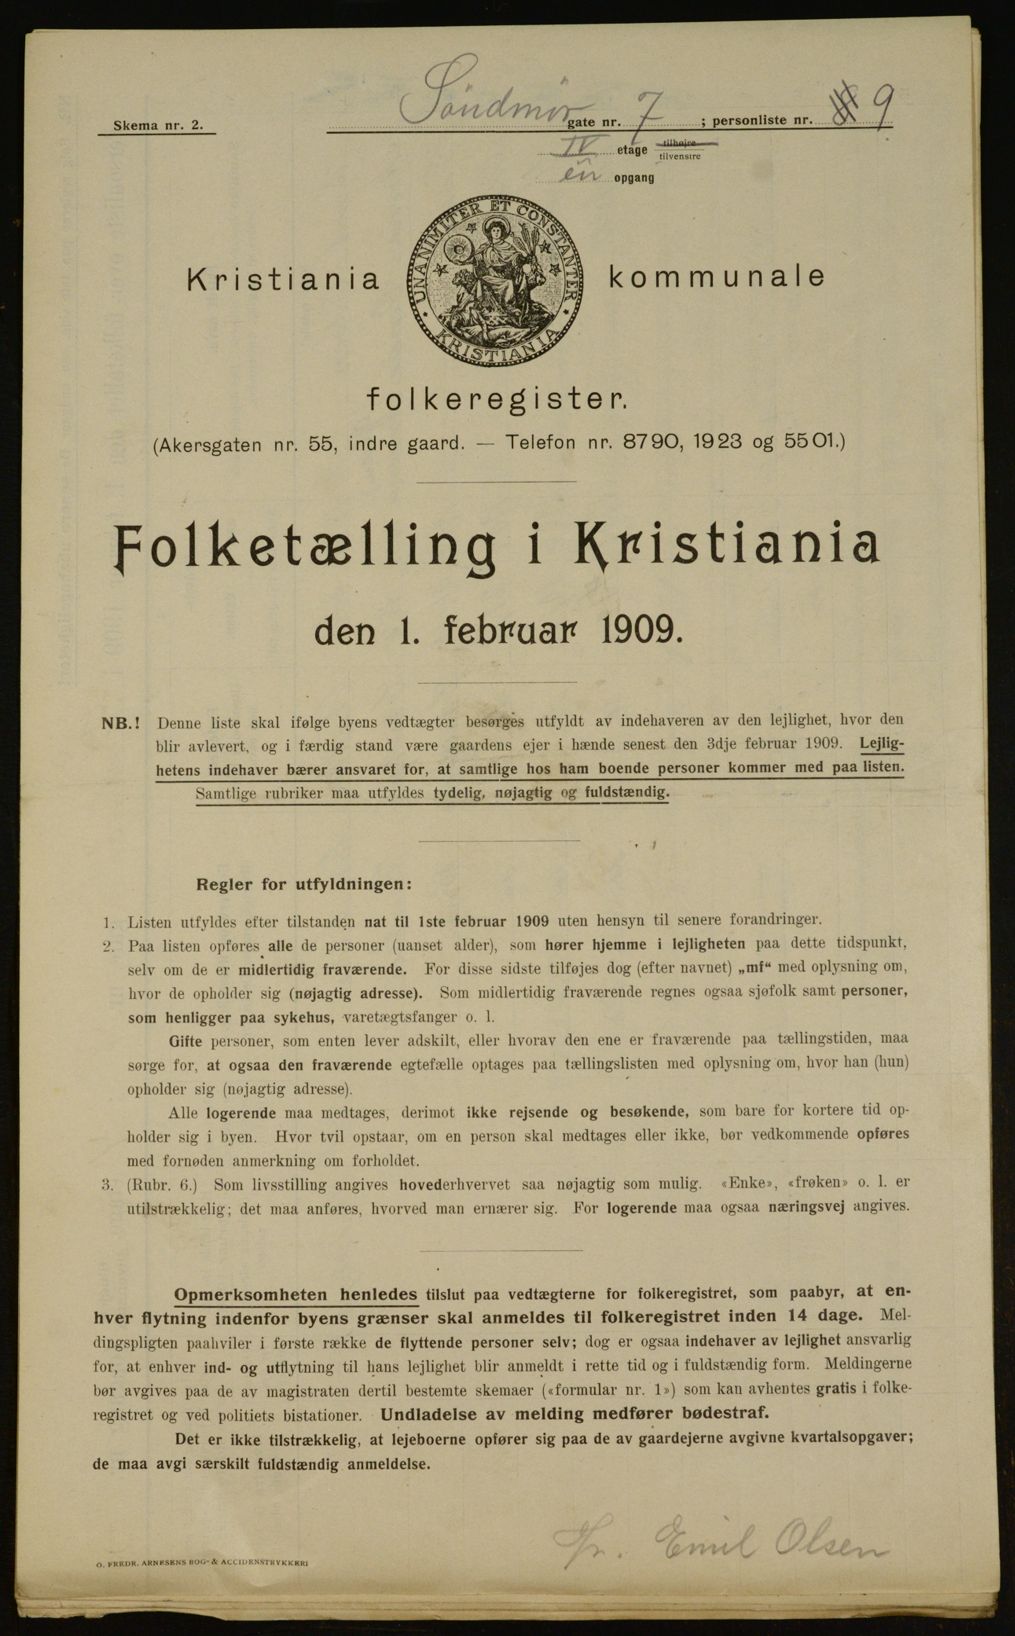 Söndmör gate nr. 7 ; personliste nr. 9
Skema nr. 2.
IV etage tilhøjre
tilvenstre
én opgang
UNANIMITER ET CONSTANTER
KRISTIANIA
Kristiania kommunale
folkeregister.
(Akersgaten nr. 55, indre gaard. — Telefon nr. 8790, 1923 og 5501.)
Folketælling i Kristiania
den 1. februar 1909.
NB.! Denne liste skal ifølge byens vedtægter besørges utfyldt av indehaveren av den lejlighet, hvor den
blir avlevert, og i færdig stand være gaardens ejer i hænde senest den 3dje februar 1909. Lejlig-
hetens indehaver bærer ansvaret for, at samtlige hos ham boende personer kommer med paa listen.
Samtlige rubriker maa utfyldes tydelig, nøjagtig og fuldstændig.
Regler for utfyldningen:
1. Listen utfyldes efter tilstanden nat til 1ste februar 1909 uten hensyn til senere forandringer.
2. Paa listen opføres alle de personer (uanset alder), som hører hjemme i lejligheten paa dette tidspunkt,
selv om de er midlertidig fraværende. For disse sidste tilføjes dog (efter navnet) „mf“ med oplysning om,
hvor de opholder sig (nøjagtig adresse). Som midlertidig fraværende regnes ogsaa sjøfolk samt personer,
som henligger paa sykehus, varetægtsfanger o. l.
Gifte personer, som enten lever adskilt, eller hvorav den ene er fraværende paa tællingstiden, maa
sørge for, at ogsaa den fraværende egtefælle optages paa tællingslisten med oplysning om, hvor han (hun)
opholder sig (nøjagtig adresse).
Alle logerende maa medtages, derimot ikke rejsende og besøkende, som bare for kortere tid op-
holder sig i byen. Hvor tvil opstaar, om en person skal medtages eller ikke, bør vedkommende opføres
med fornøden anmerkning om forholdet.
3. (Rubr. 6.) Som livsstilling angives hovederhvervet saa nøjagtig som mulig. «Enke», «frøken» o. l. er
utilstrækkelig; det maa anføres, hvorved man ernærer sig. For logerende maa ogsaa næringsvej angives.
Opmerksomheten henledes tilslut paa vedtægterne for folkeregistret, som paabyr, at en-
hver flytning indenfor byens grænser skal anmeldes til folkeregistret inden 14 dage. Mel-
dingspligten paahviler i første række de flyttende personer selv; dog er ogsaa indehaver av lejlighet ansvarlig
for, at enhver ind- og utflytning til hans lejlighet blir anmeldt i rette tid og i fuldstændig form. Meldingerne
bør avgives paa de av magistraten dertil bestemte skemaer («formular nr. 1») som kan avhentes gratis i folke-
registret og ved politiets bistationer. Undladelse av melding medfører bødestraf.
Det er ikke tilstrækkelig, at lejeboerne opfører sig paa de av gaardejerne avgivne kvartalsopgaver;
de maa avgi særskilt fuldstændig anmeldelse.
Hr. Emil Olsen
O. FREDR. ARNESENS BOG- & ACCIDENSTRYKKERI